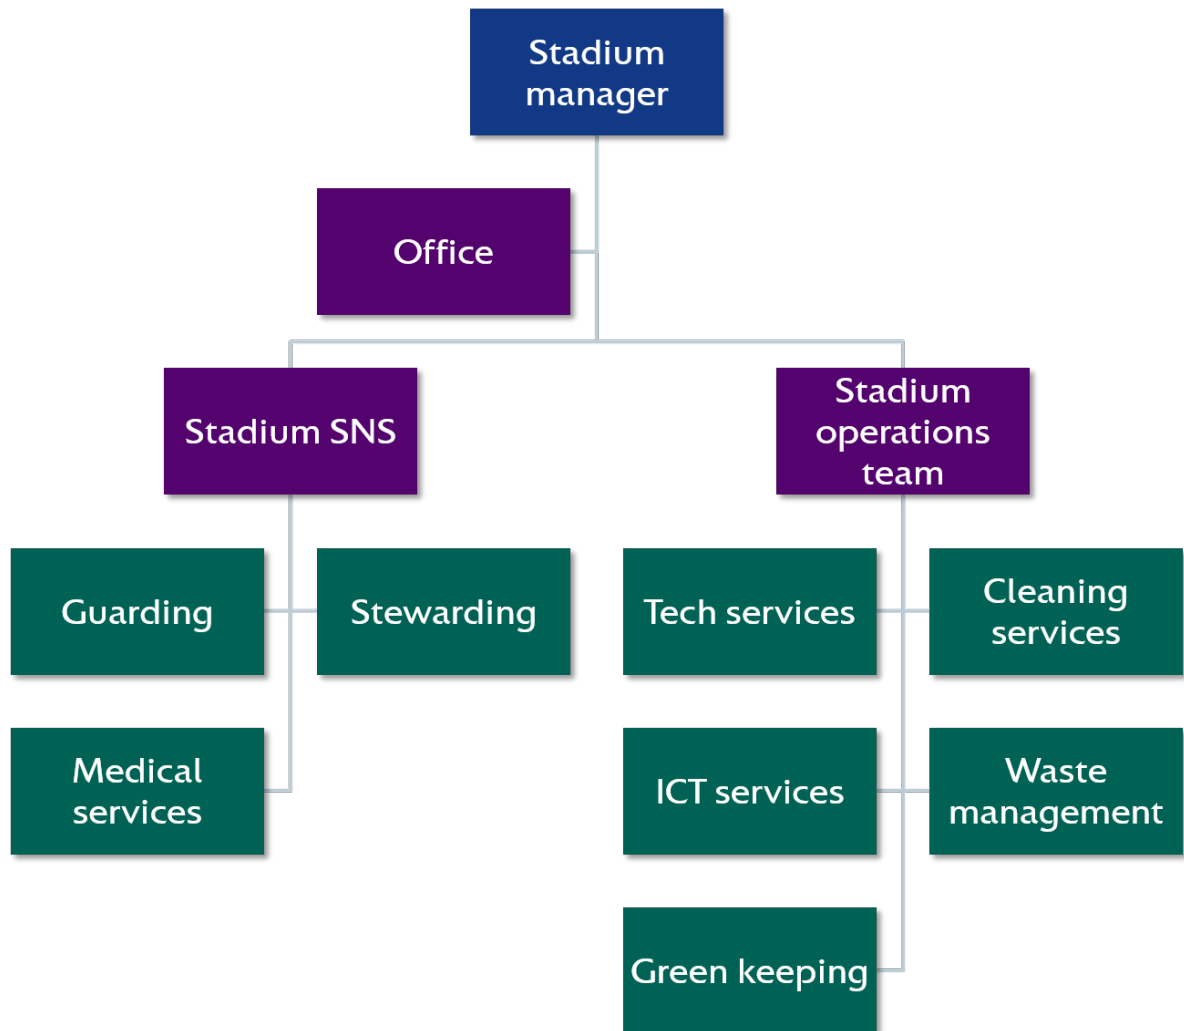 Stadium
manager
Office
Stadium SNS
Stadium
operations
team
Guarding
Stewarding
Tech services
Cleaning
services
Medical
services
ICT services
Waste
management
Green keeping